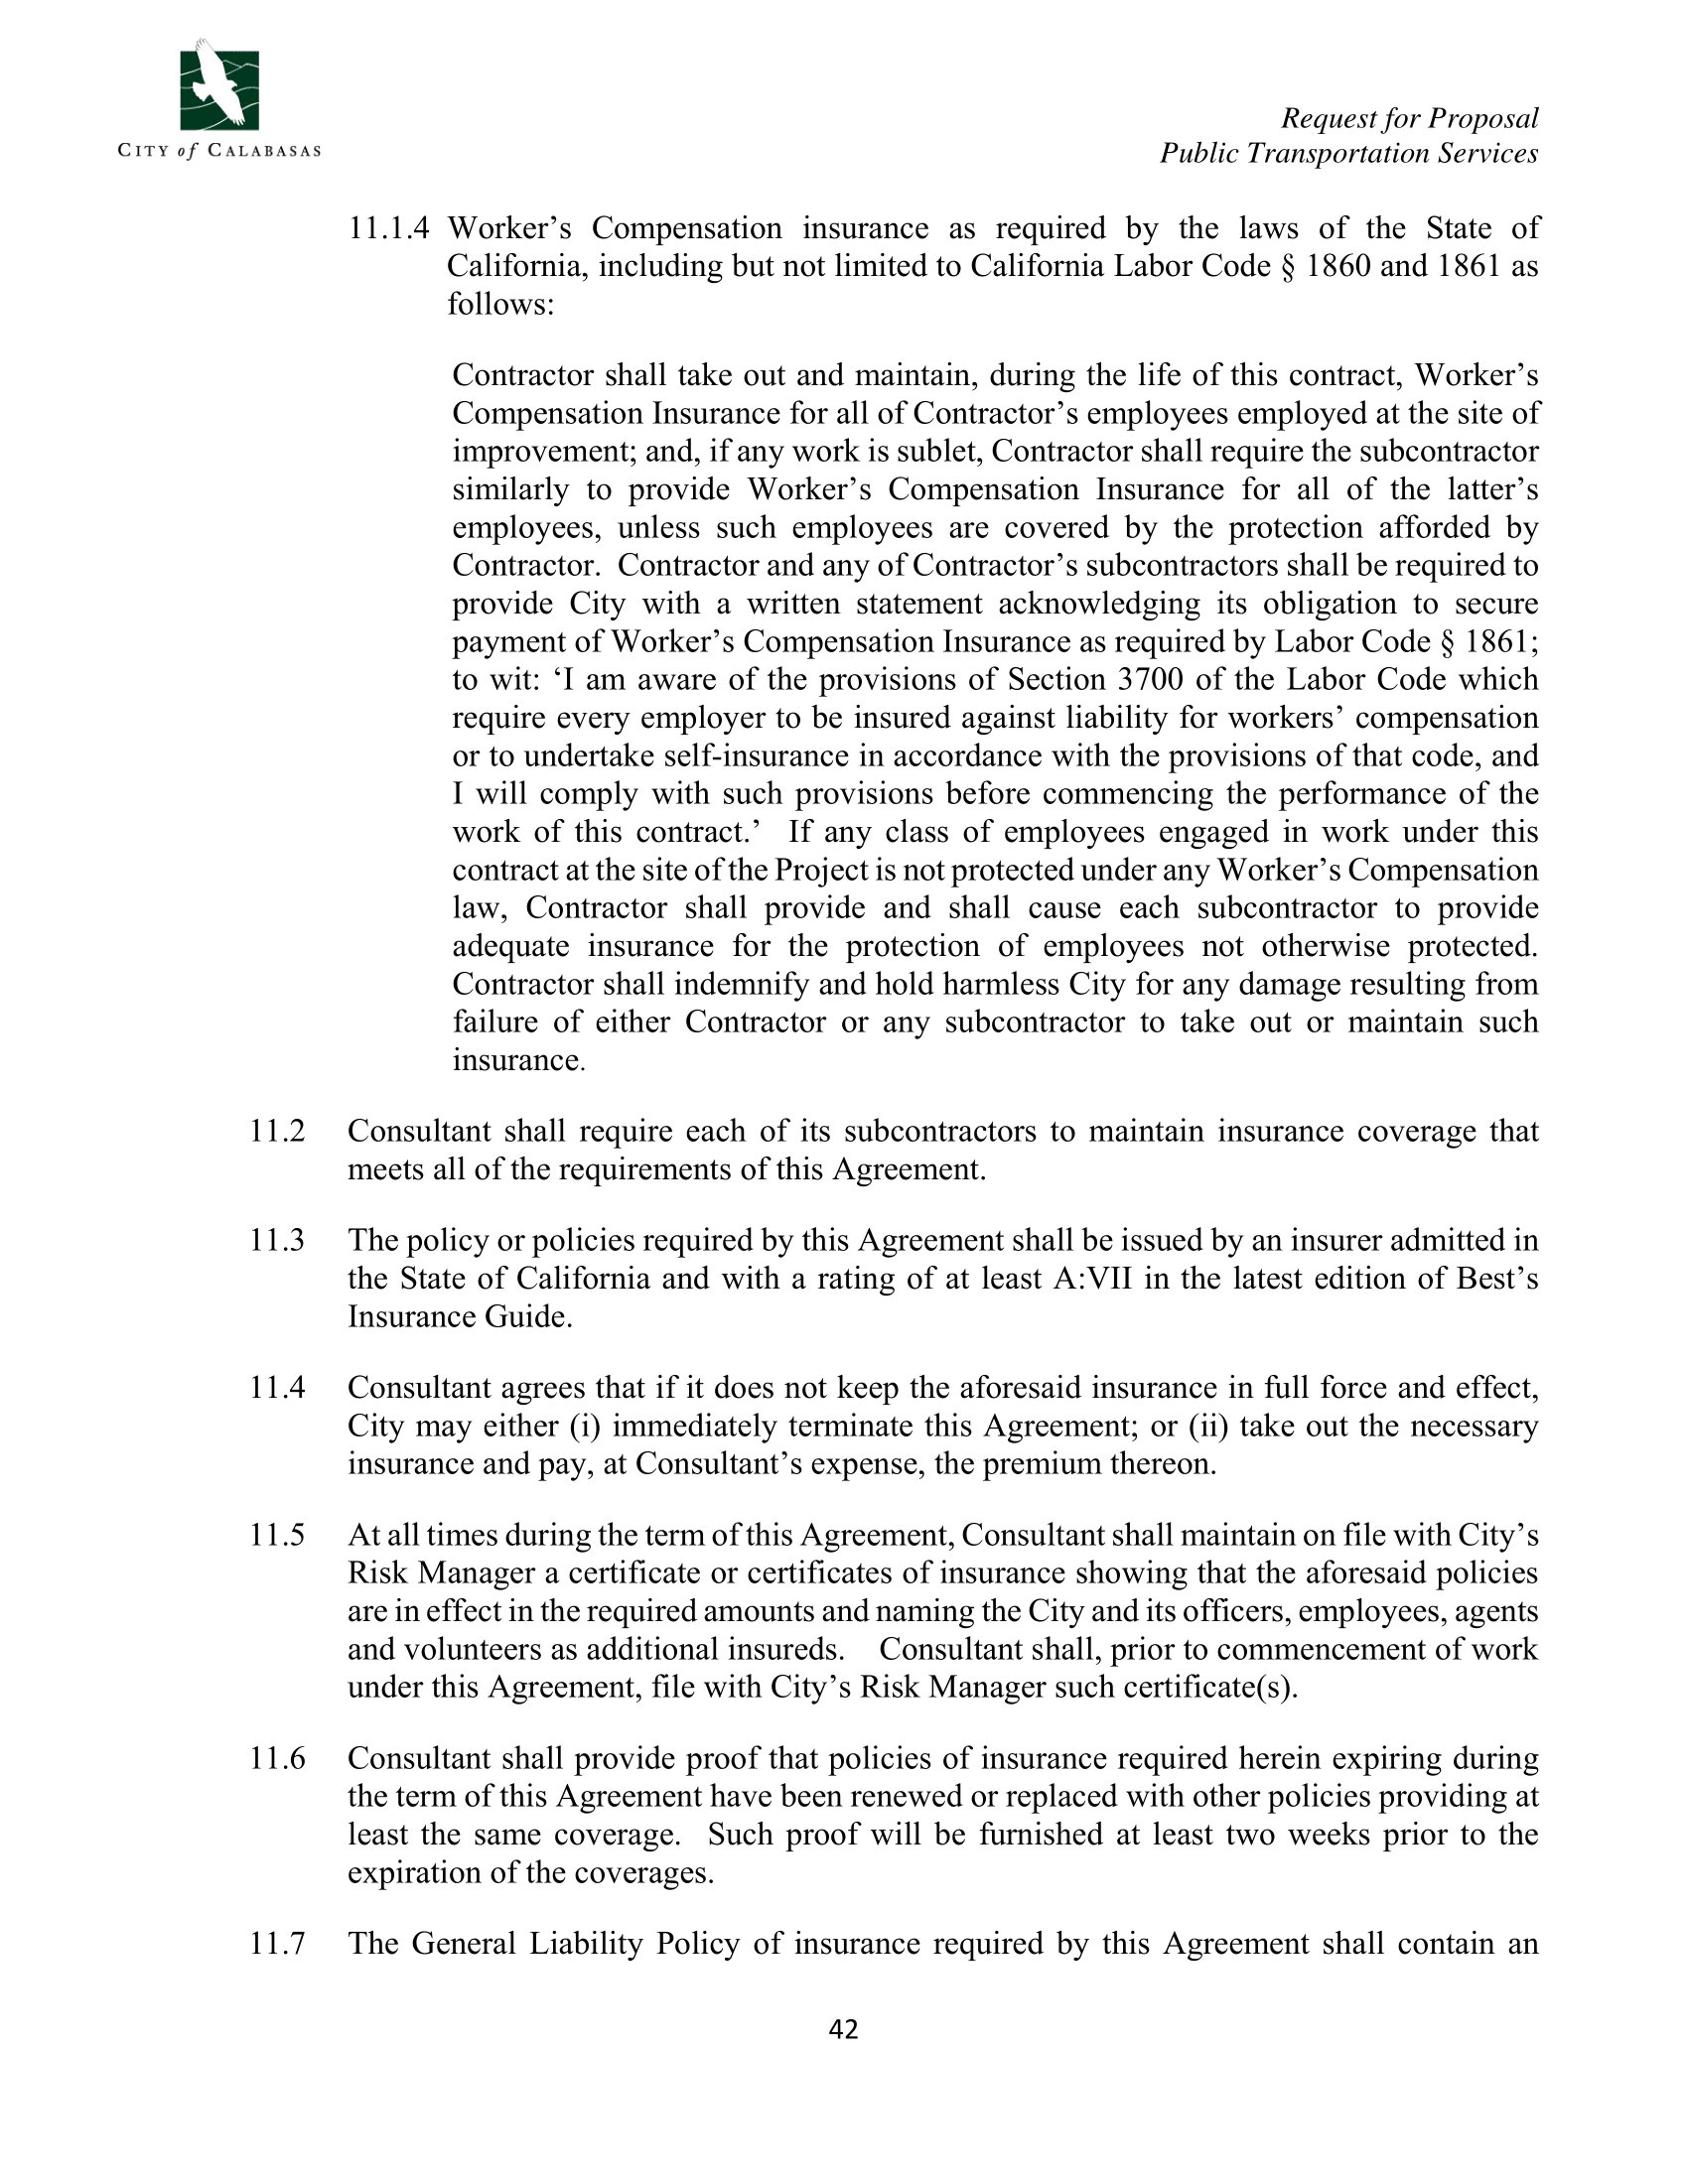 CITY of CALABASAS
Request for Proposal
Public Transportation Services
11.1.4 Worker’s Compensation insurance as required by the laws of the State of
California, including but not limited to California Labor Code § 1860 and 1861 as
follows:
Contractor shall take out and maintain, during the life of this contract, Worker’s
Compensation Insurance for all of Contractor’s employees employed at the site of
improvement; and, if any work is sublet, Contractor shall require the subcontractor
similarly to provide Worker’s Compensation Insurance for all of the latter’s
employees, unless such employees are covered by the protection afforded by
Contractor. Contractor and any of Contractor’s subcontractors shall be required to
provide City with a written statement acknowledging its obligation to secure
payment of Worker’s Compensation Insurance as required by Labor Code § 1861;
to wit: ‘I am aware of the provisions of Section 3700 of the Labor Code which
require every employer to be insured against liability for workers’ compensation
or to undertake self-insurance in accordance with the provisions of that code, and
I will comply with such provisions before commencing the performance of the
work of this contract.’ If any class of employees engaged in work under this
contract at the site of the Project is not protected under any Worker’s Compensation
law, Contractor shall provide and shall cause each subcontractor to provide
adequate insurance for the protection of employees not otherwise protected.
Contractor shall indemnify and hold harmless City for any damage resulting from
failure of either Contractor or any subcontractor to take out or maintain such
insurance.
11.2 Consultant shall require each of its subcontractors to maintain insurance coverage that
meets all of the requirements of this Agreement.
11.3 The policy or policies required by this Agreement shall be issued by an insurer admitted in
the State of California and with a rating of at least A:VII in the latest edition of Best’s
Insurance Guide.
11.4 Consultant agrees that if it does not keep the aforesaid insurance in full force and effect,
City may either (i) immediately terminate this Agreement; or (ii) take out the necessary
insurance and pay, at Consultant’s expense, the premium thereon.
11.5 At all times during the term of this Agreement, Consultant shall maintain on file with City’s
Risk Manager a certificate or certificates of insurance showing that the aforesaid policies
are in effect in the required amounts and naming the City and its officers, employees, agents
and volunteers as additional insureds. Consultant shall, prior to commencement of work
under this Agreement, file with City’s Risk Manager such certificate(s).
11.6 Consultant shall provide proof that policies of insurance required herein expiring during
the term of this Agreement have been renewed or replaced with other policies providing at
least the same coverage. Such proof will be furnished at least two weeks prior to the
expiration of the coverages.
11.7 The General Liability Policy of insurance required by this Agreement shall contain an
42